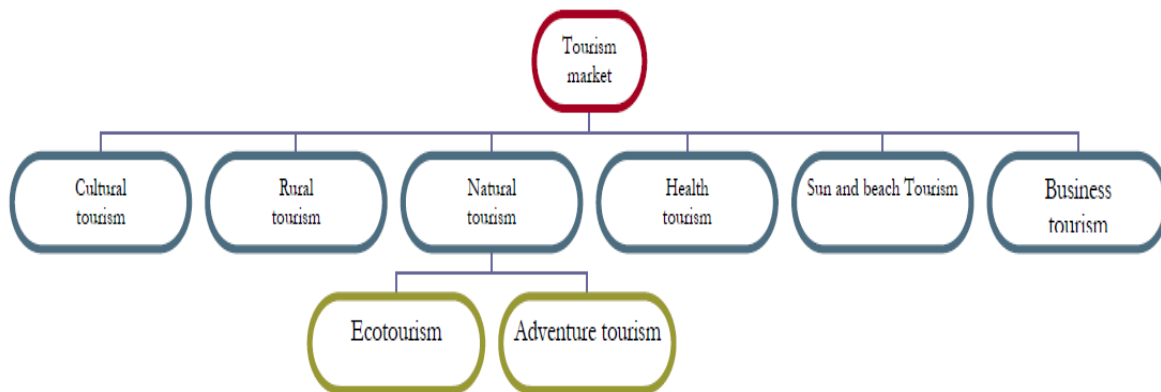 Tourism
market
Cultural
tourism
Rural
tourism
Natural
tourism
Health
tourism
Sun and beach Tourism
Business
tourism
Ecotourism
Adventure tourism